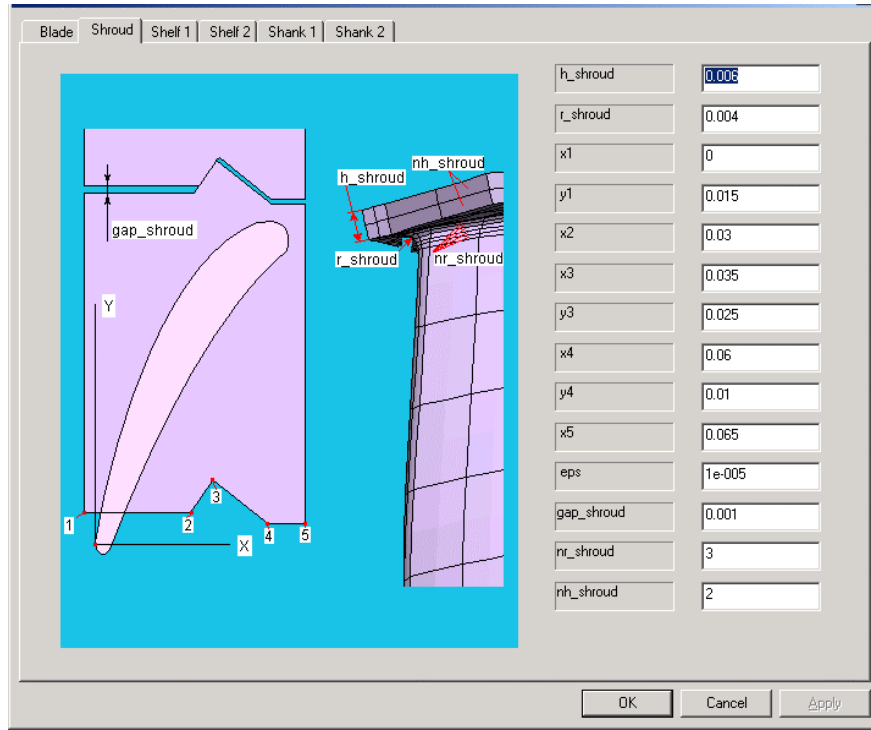 Blade Shroud Shelf 1 Shelf 2 Shank 1 Shank 2
gap_shroud
Y
X
1
2
3
4
5
h_shroud
nh_shroud
r_shroud
nr_shroud
h_shroud 0.006
r_shroud 0.004
x1 0
y1 0.015
x2 0.03
x3 0.035
y3 0.025
x4 0.06
y4 0.01
x5 0.065
eps 1e-005
gap_shroud 0.001
nr_shroud 3
nh_shroud 2
OK Cancel Apply